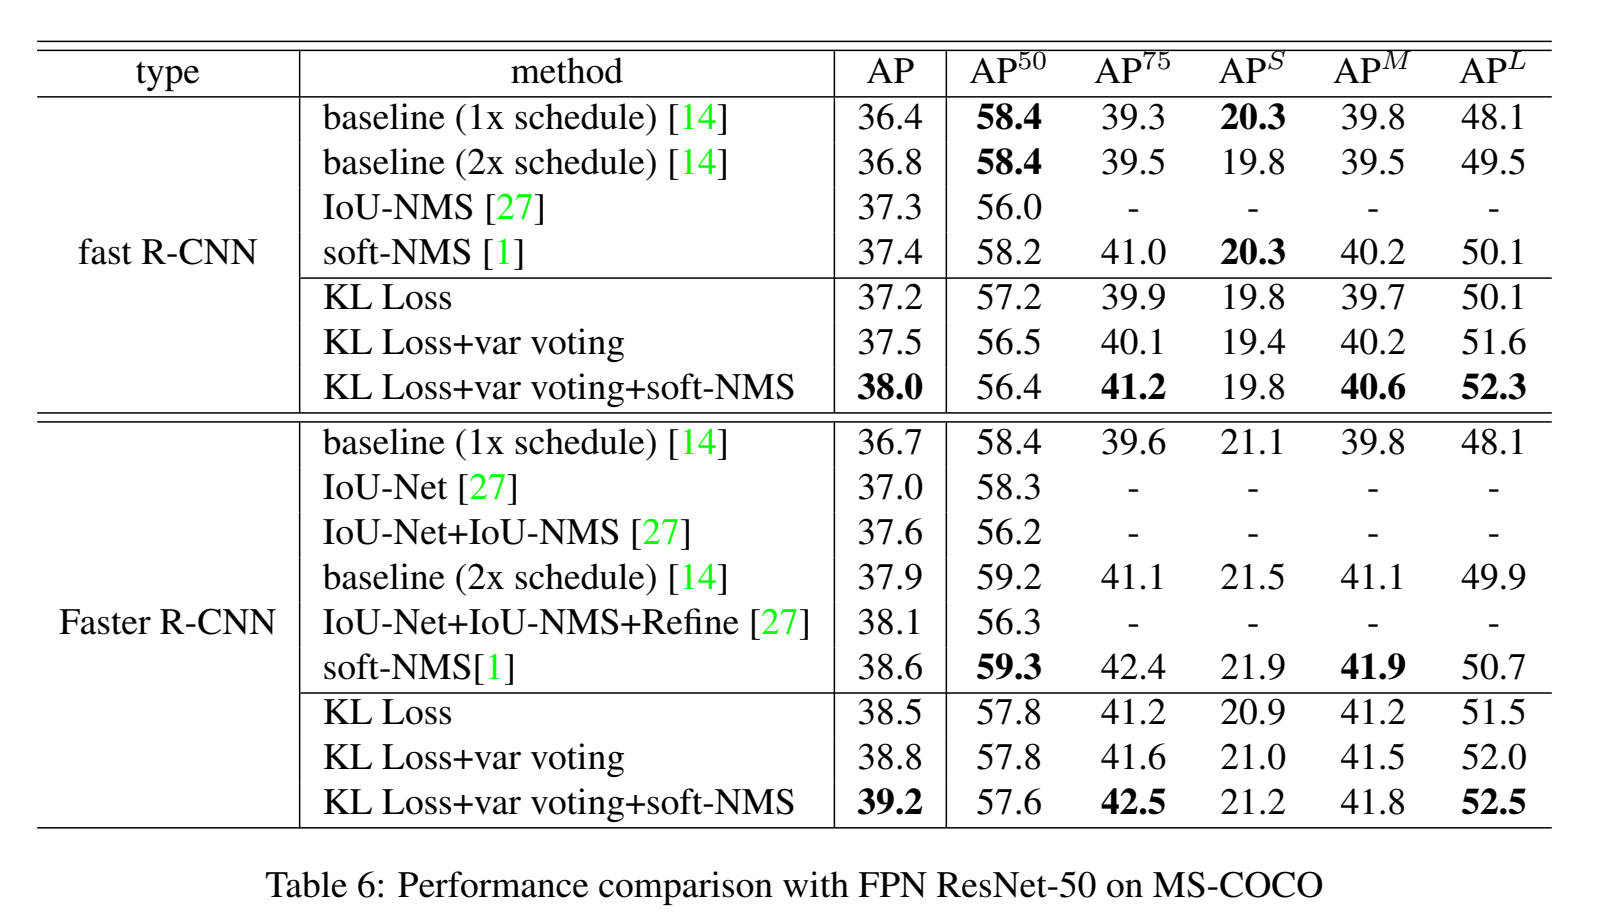 type method AP AP^50 AP^75 AP^S AP^M AP^L
baseline (1x schedule) [14] 36.4 58.4 39.3 20.3 39.8 48.1
baseline (2x schedule) [14] 36.8 58.4 39.5 19.8 39.5 49.5
IoU-NMS [27] 37.3 56.0 - - - -
fast R-CNN soft-NMS [1] 37.4 58.2 41.0 20.3 40.2 50.1
KL Loss 37.2 57.2 39.9 19.8 39.7 50.1
KL Loss+var voting 37.5 56.5 40.1 19.4 40.2 51.6
KL Loss+var voting+soft-NMS 38.0 56.4 41.2 19.8 40.6 52.3
baseline (1x schedule) [14] 36.7 58.4 39.6 21.1 39.8 48.1
IoU-Net [27] 37.0 58.3 - - - -
IoU-Net+IoU-NMS [27] 37.6 56.2 - - - -
baseline (2x schedule) [14] 37.9 59.2 41.1 21.5 41.1 49.9
Faster R-CNN IoU-Net+IoU-NMS+Refine [27] 38.1 56.3 - - - -
soft-NMS[1] 38.6 59.3 42.4 21.9 41.9 50.7
KL Loss 38.5 57.8 41.2 20.9 41.2 51.5
KL Loss+var voting 38.8 57.8 41.6 21.0 41.5 52.0
KL Loss+var voting+soft-NMS 39.2 57.6 42.5 21.2 41.8 52.5
Table 6: Performance comparison with FPN ResNet-50 on MS-COCO